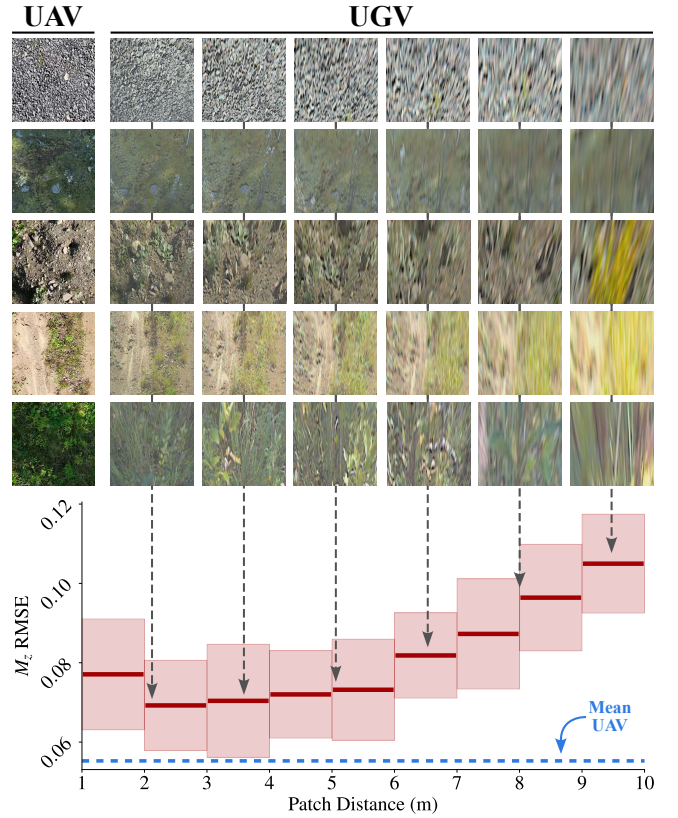 UAV UGV
0.12
0.10
0.08
0.06
M_z RMSE
Mean
UAV
1 2 3 4 5 6 7 8 9 10
Patch Distance (m)